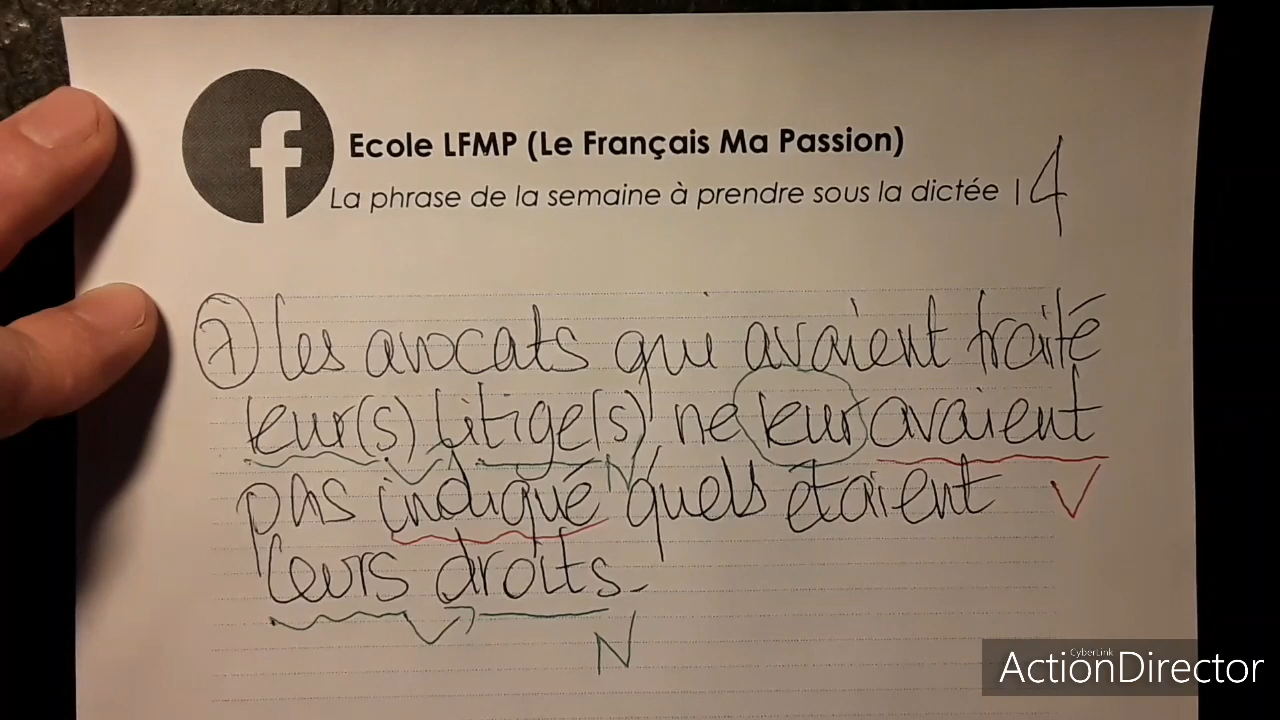 f
Ecole LFMP (Le Français Ma Passion)
La phrase de la semaine à prendre sous la dictée | 4
7 Les avocats qui avaient traité
leur(s) litige(s) ne leur avaient
pas indiqué quels étaient
leurs droits.
N
N
CyberLink
ActionDirector